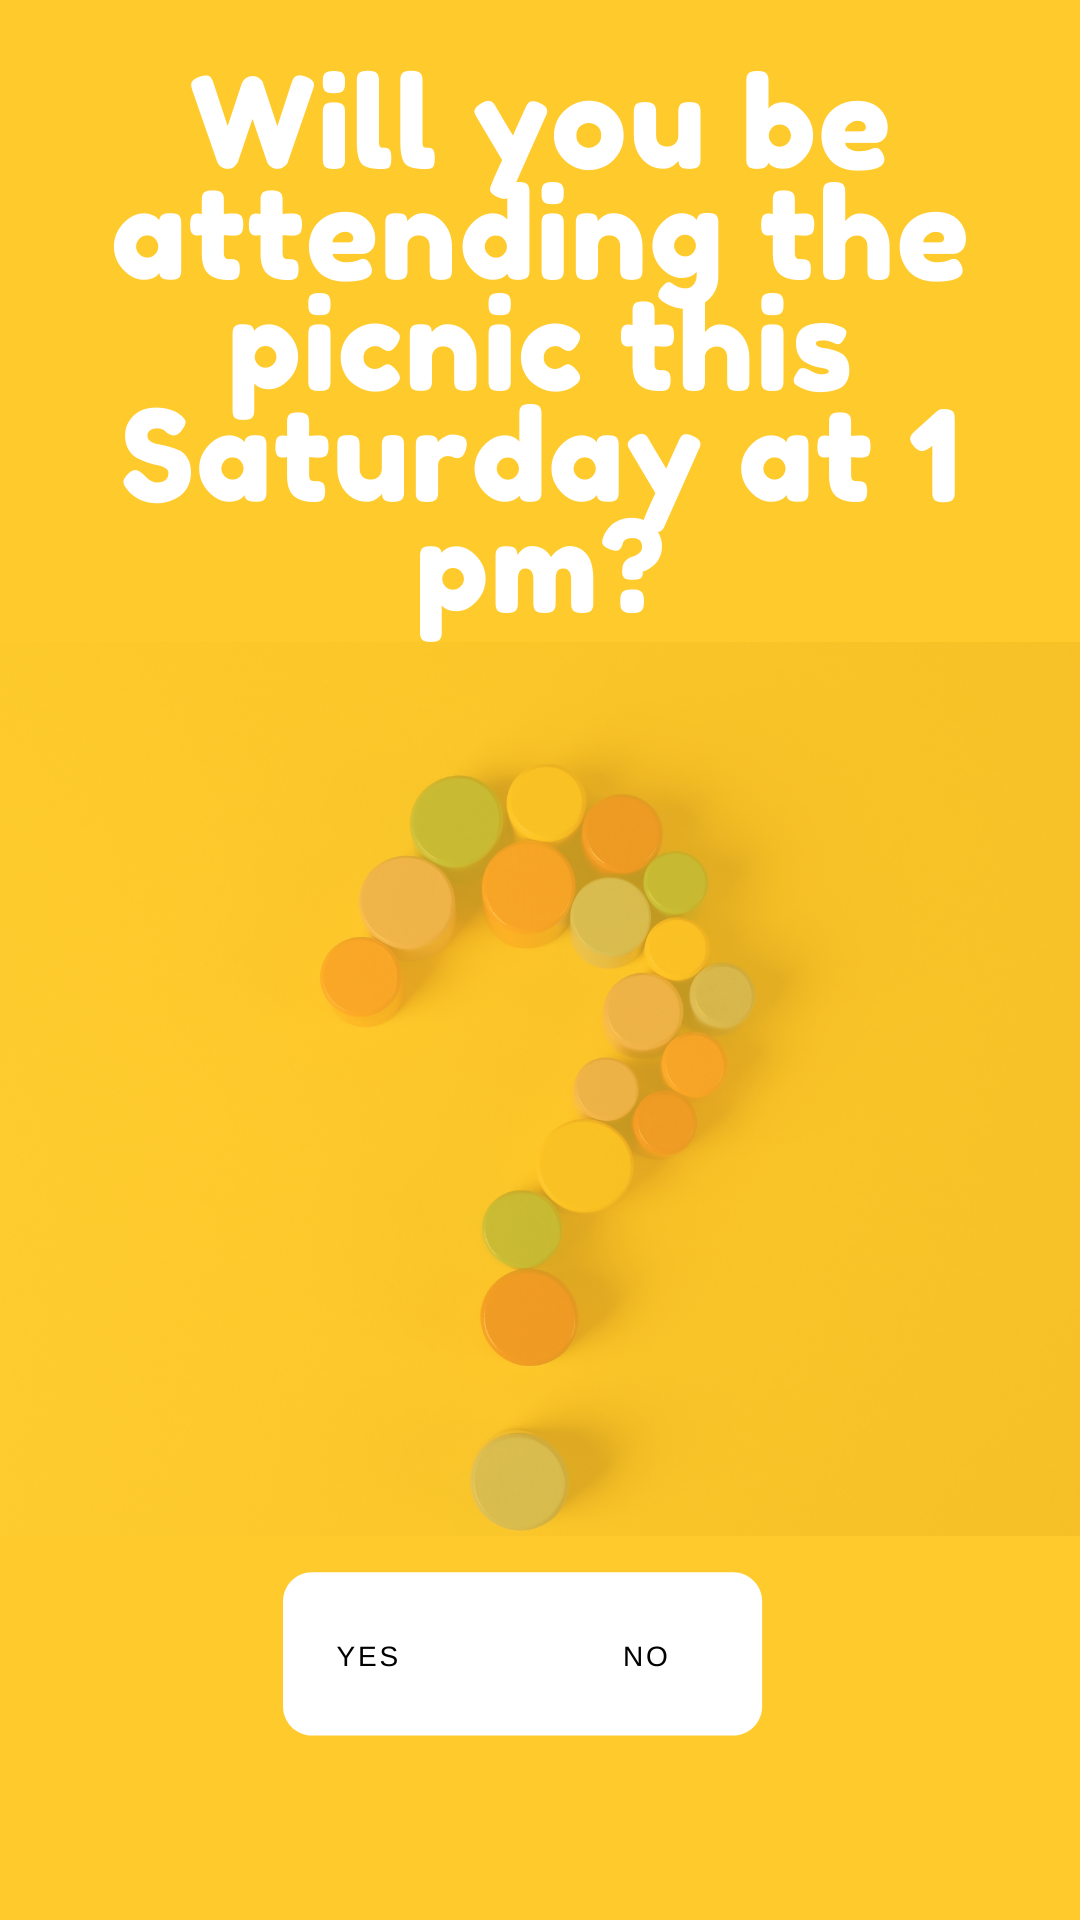 Will you be
attending the
picnic this
Saturday at 1
pm?
YES NO